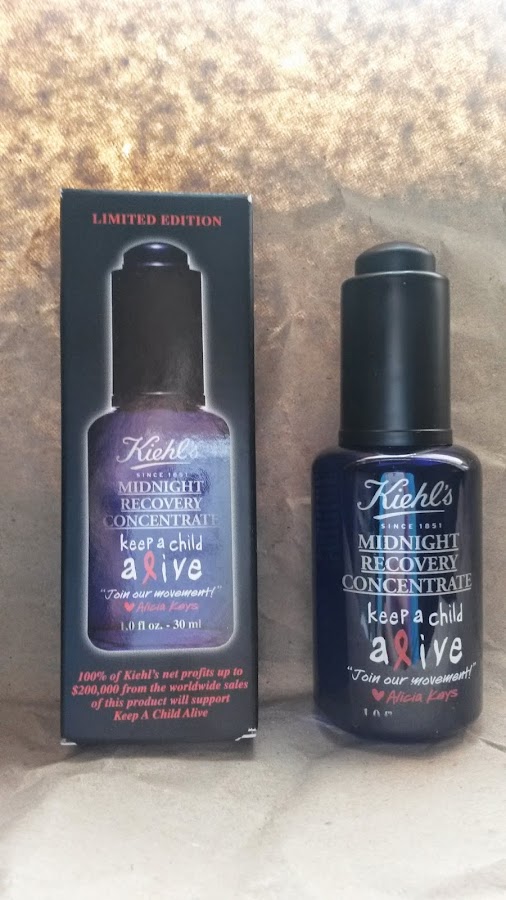 LIMITED EDITION
Kiehl's
SINCE 1851
MIDNIGHT
RECOVERY
CONCENTRATE
keep a child
alive
"Join our movement!"
Alicia Keys
1.0 fl oz. - 30 ml
100% of Kiehl's net profits up to
$200,000 from the worldwide sales
of this product will support
Keep A Child Alive
Kiehl's
SINCE 1851
MIDNIGHT
RECOVERY
CONCENTRATE
keep a child
alive
"Join our movement!"
Alicia Keys
1.0